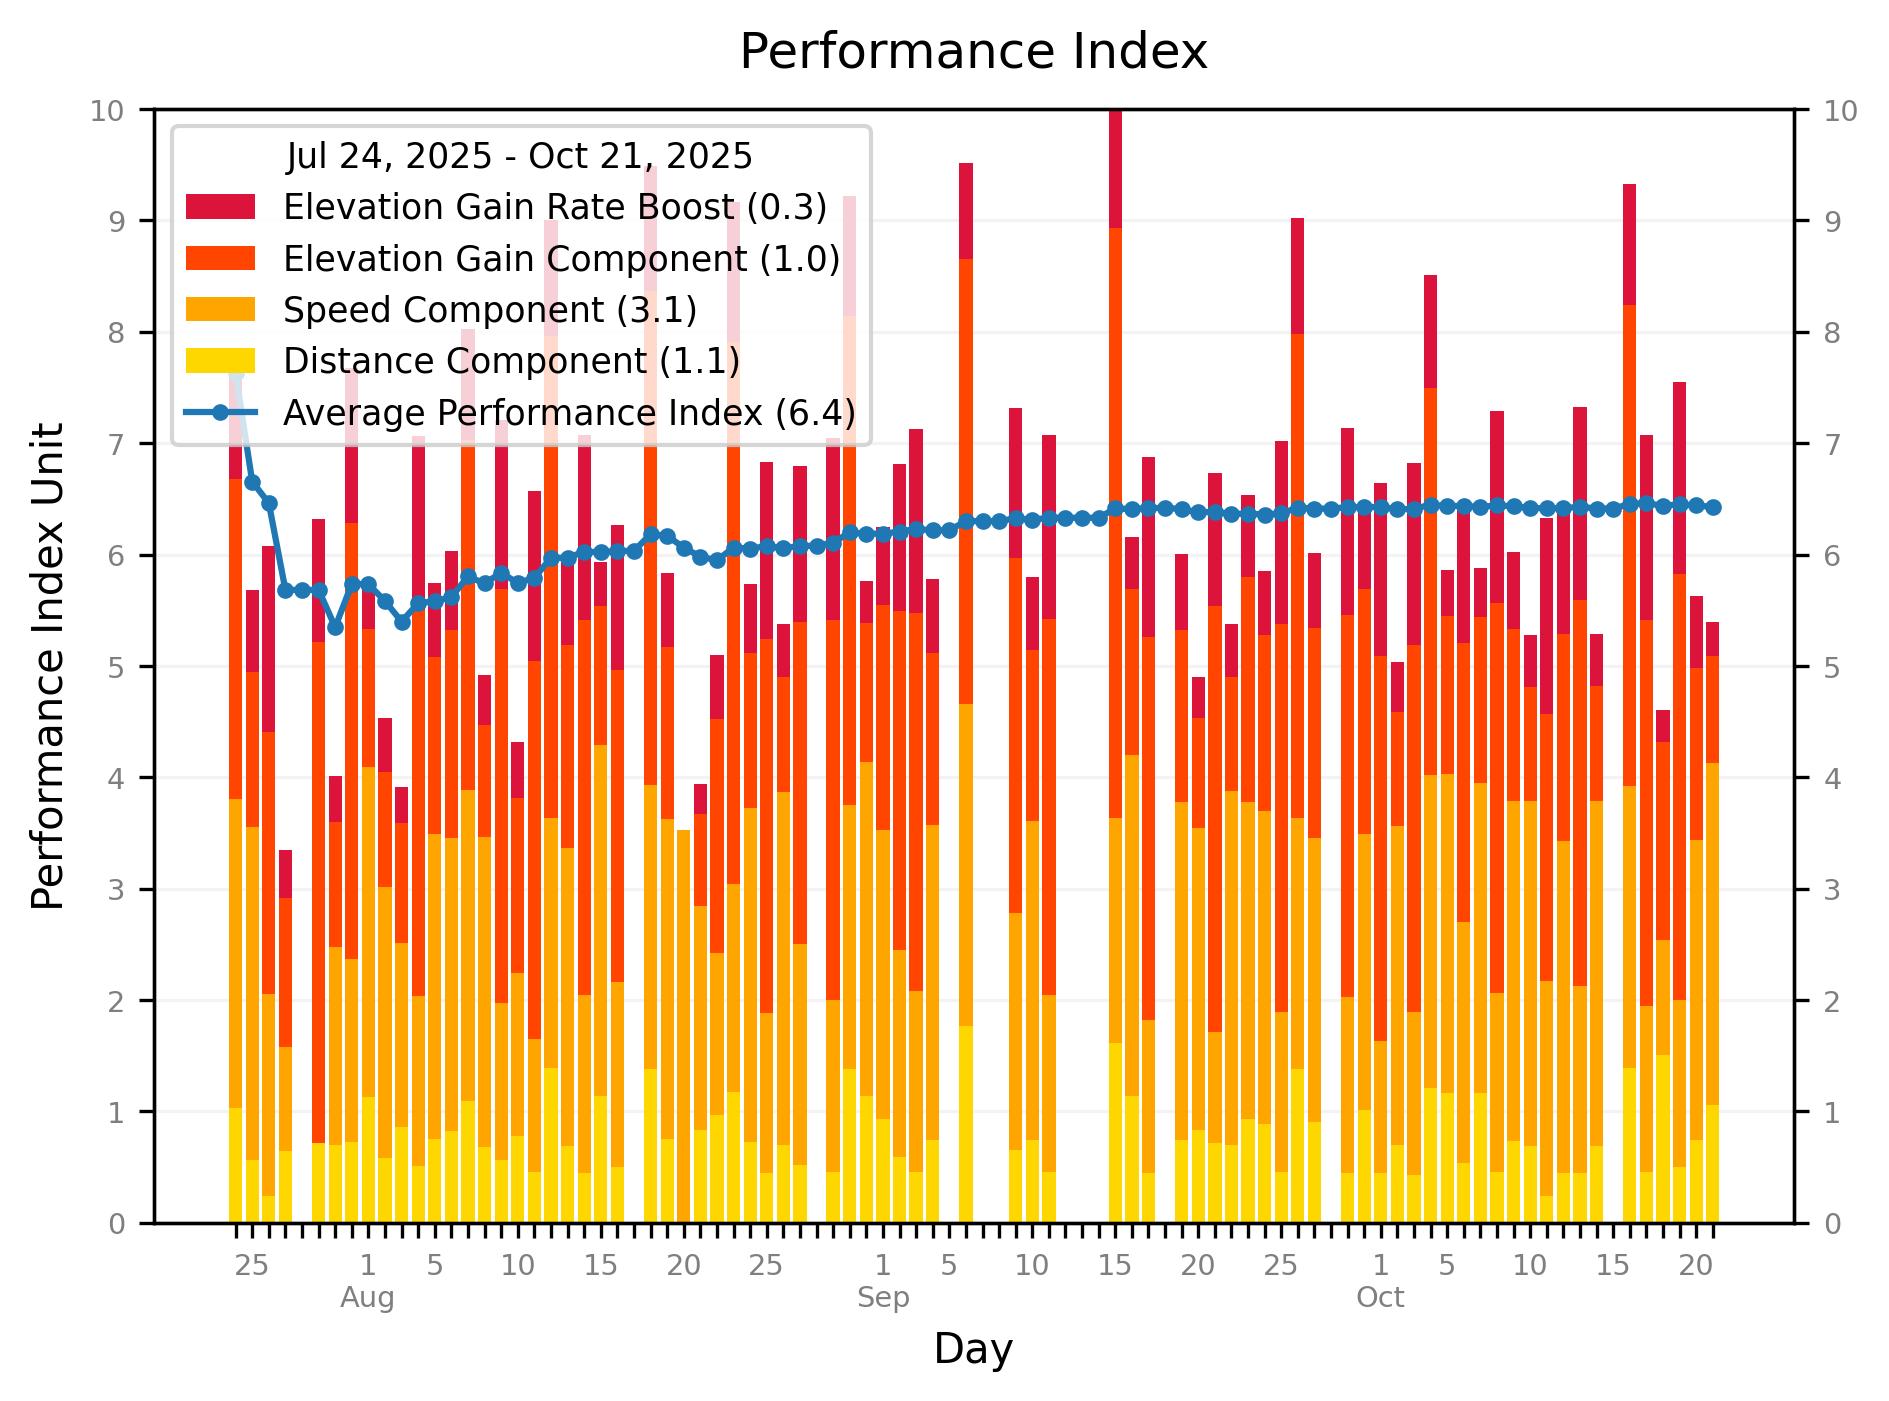 Performance Index
Jul 24, 2025 - Oct 21, 2025
Elevation Gain Rate Boost (0.3)
Elevation Gain Component (1.0)
Speed Component (3.1)
Distance Component (1.1)
Average Performance Index (6.4)
Performance Index Unit
10
9
8
7
6
5
4
3
2
1
0
10
9
8
7
6
5
4
3
2
1
0
25 1 5 10 15 20 25 1 5 10 15 20 25 1 5 10 15 20
Aug Sep Oct
Day